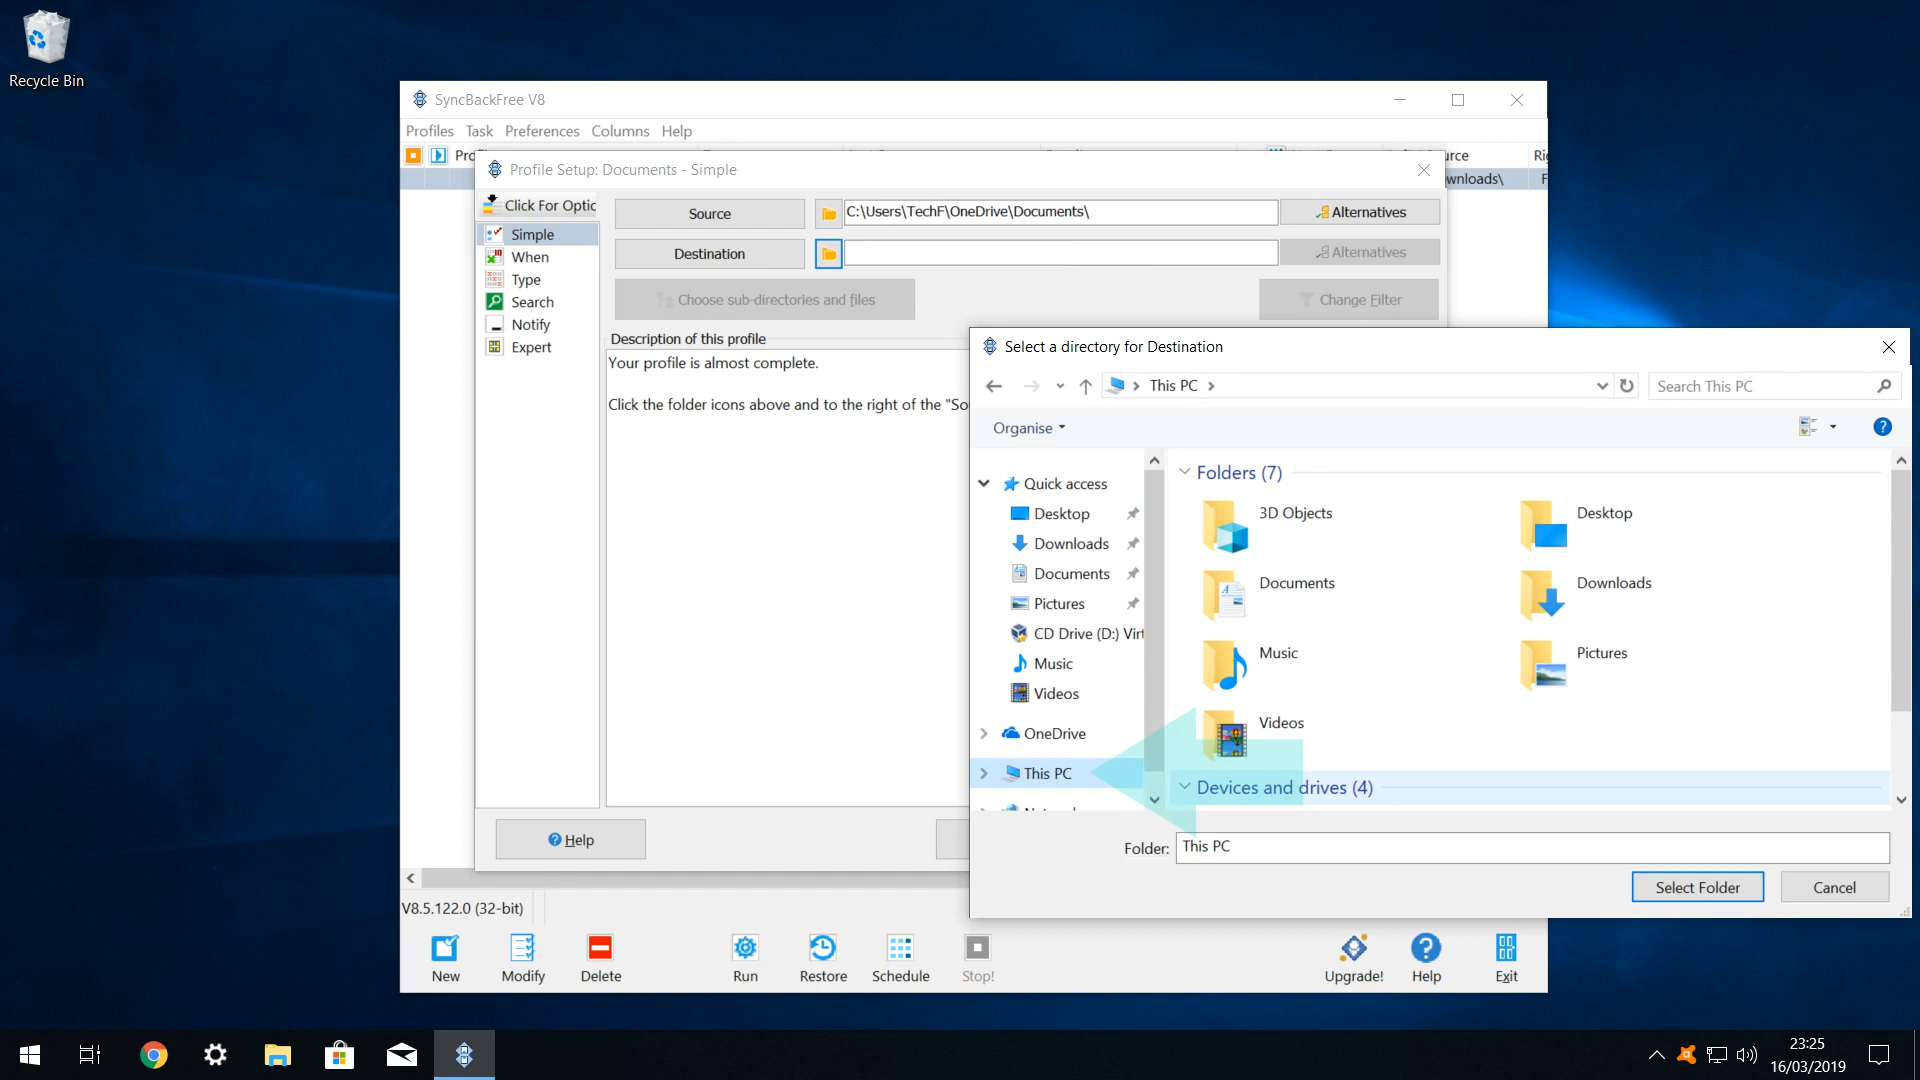 Recycle Bin
SyncBackFree V8
Profiles Task Preferences Columns Help
Profile Setup: Documents - Simple
ownloads\
Click For Optic
Simple
When
Type
Search
Notify
Expert
Source
C:\Users\TechF\OneDrive\Documents\
Alternatives
Destination
Alternatives
Choose sub-directories and files
Change Filter
Description of this profile
Your profile is almost complete.
Click the folder icons above and to the right of the "So
Help
Select a directory for Destination
This PC
Search This PC
Organise
Quick access
Desktop
Downloads
Documents
Pictures
CD Drive (D:) Virt
Music
Videos
OneDrive
This PC
Folders (7)
3D Objects
Desktop
Documents
Downloads
Music
Pictures
Videos
Devices and drives (4)
Folder: This PC
Select Folder
Cancel
V8.5.122.0 (32-bit)
New
Modify
Delete
Run
Restore
Schedule
Stop!
Upgrade!
Help
Exit
23:25
16/03/2019